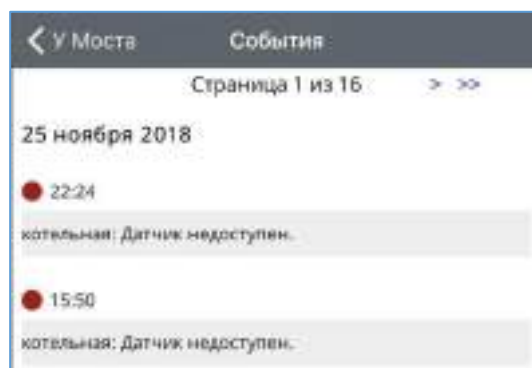 У Моста События
Страница 1 из 16 > >>
25 ноября 2018
22:24
котельная: Датчик недоступен.
15:50
котельная: Датчик недоступен.